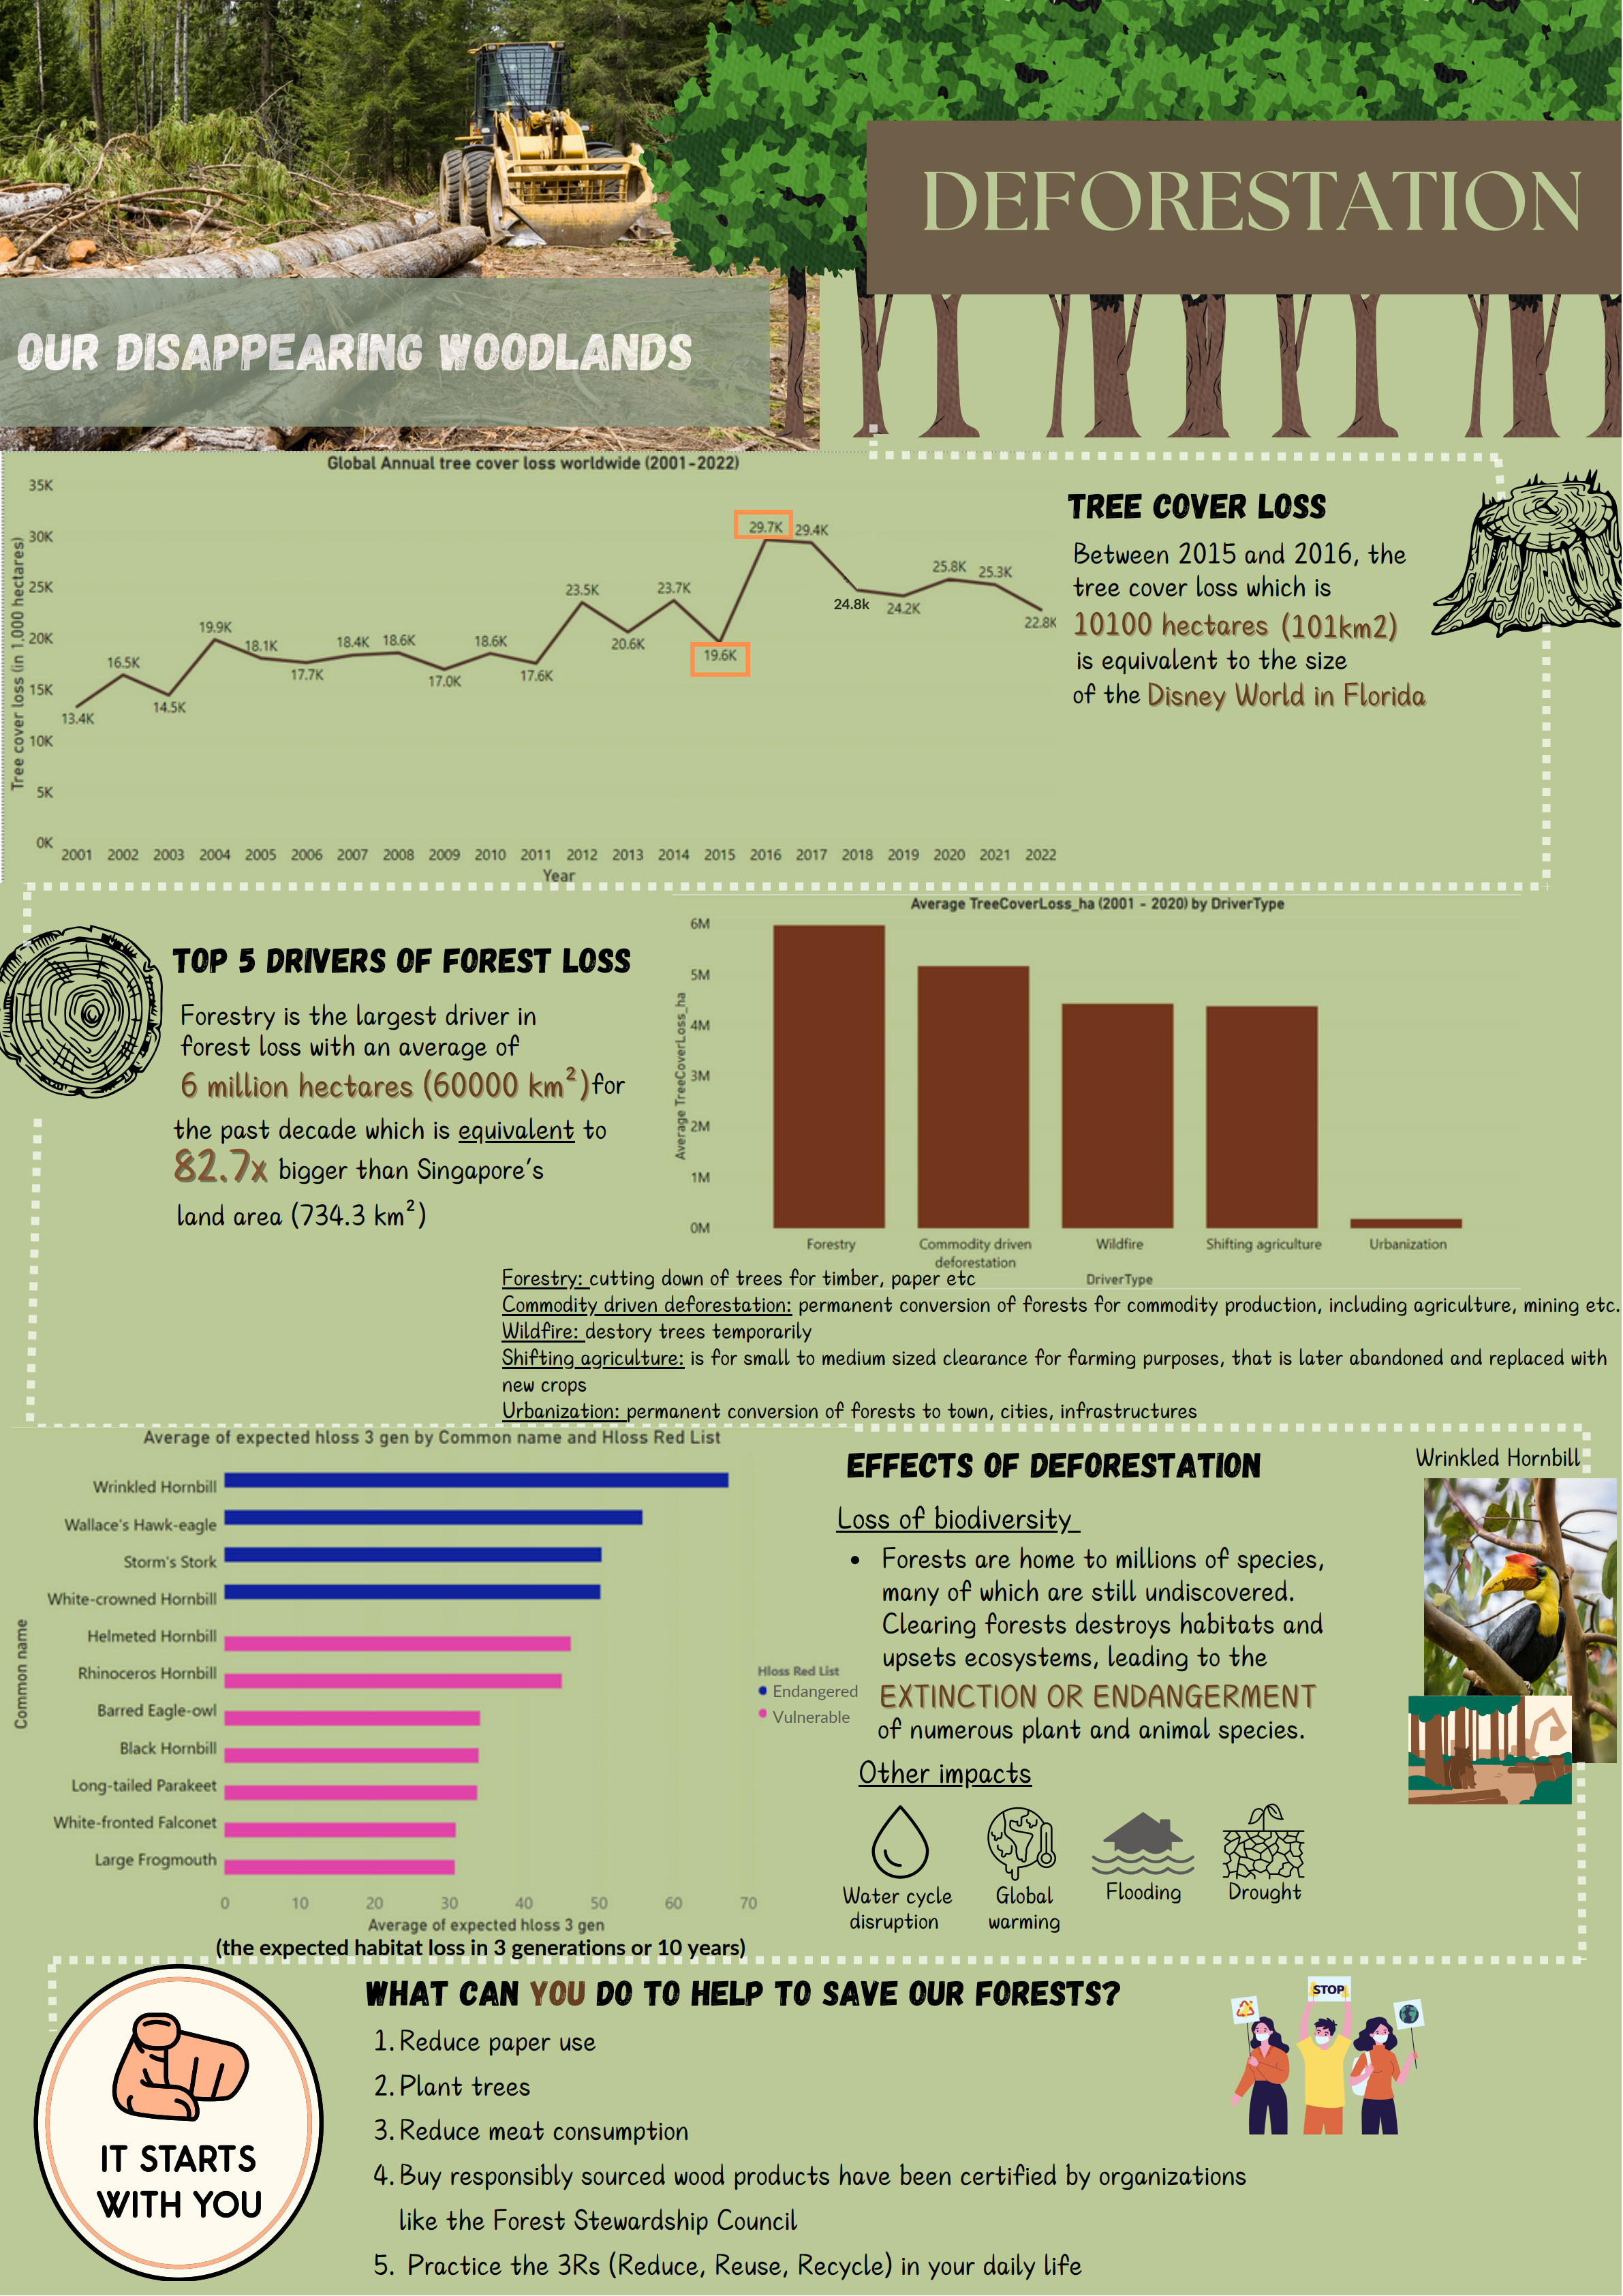 DEFORESTATION
OUR DISAPPEARING WOODLANDS
Global Annual tree cover loss worldwide (2001-2022)
Tree cover loss (in 1,000 hectares)
35K
30K
25K
20K
15K
10K
5K
0K
13.4K
16.5K
14.5K
19.9K
18.1K
17.7K
18.4K
18.6K
17.0K
18.6K
17.6K
23.5K
20.6K
23.7K
19.6K
29.7K
29.4K
24.8k
24.2K
25.8K
25.3K
22.8K
2001 2002 2003 2004 2005 2006 2007 2008 2009 2010 2011 2012 2013 2014 2015 2016 2017 2018 2019 2020 2021 2022
Year
TREE COVER LOSS
Between 2015 and 2016, the
tree cover loss which is
10100 hectares (101km2)
is equivalent to the size
of the Disney World in Florida
TOP 5 DRIVERS OF FOREST LOSS
Forestry is the largest driver in
forest loss with an average of
6 million hectares (60000 km²)for
the past decade which is equivalent to
82.7x bigger than Singapore's
land area (734.3 km²)
Average TreeCoverLoss_ha (2001 - 2020) by DriverType
Average TreeCoverLoss_ha
6M
5M
4M
3M
2M
1M
0M
Forestry
Commodity driven
deforestation
Wildfire
Shifting agriculture
Urbanization
DriverType
Forestry: cutting down of trees for timber, paper etc
Commodity driven deforestation: permanent conversion of forests for commodity production, including agriculture, mining etc.
Wildfire: destory trees temporarily
Shifting agriculture: is for small to medium sized clearance for farming purposes, that is later abandoned and replaced with
new crops
Urbanization: permanent conversion of forests to town, cities, infrastructures
Average of expected hloss 3 gen by Common name and Hloss Red List
Common name
Wrinkled Hornbill
Wallace's Hawk-eagle
Storm's Stork
White-crowned Hornbill
Helmeted Hornbill
Rhinoceros Hornbill
Barred Eagle-owl
Black Hornbill
Long-tailed Parakeet
White-fronted Falconet
Large Frogmouth
0 10 20 30 40 50 60 70
Average of expected hloss 3 gen
(the expected habitat loss in 3 generations or 10 years)
Hloss Red List
Endangered
Vulnerable
EFFECTS OF DEFORESTATION
Loss of biodiversity
• Forests are home to millions of species,
many of which are still undiscovered.
Clearing forests destroys habitats and
upsets ecosystems, leading to the
EXTINCTION OR ENDANGERMENT
of numerous plant and animal species.
Wrinkled Hornbill
Other impacts
Water cycle
disruption
Global
warming
Flooding
Drought
IT STARTS
WITH YOU
WHAT CAN YOU DO TO HELP TO SAVE OUR FORESTS?
1. Reduce paper use
2. Plant trees
3. Reduce meat consumption
4. Buy responsibly sourced wood products have been certified by organizations
like the Forest Stewardship Council
5. Practice the 3Rs (Reduce, Reuse, Recycle) in your daily life
STOP